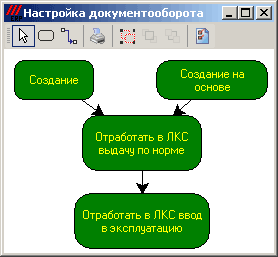 Настройка документооборота
Создание
Создание на
основе
Отработать в ЛКС
выдачу по норме
Отработать в ЛКС ввод
в эксплуатацию